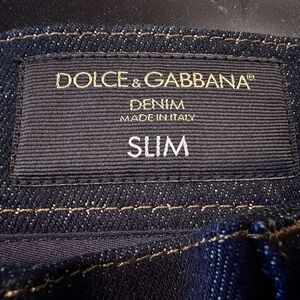 DOLCE & GABBANA®
DENIM
MADE IN ITALY
SLIM